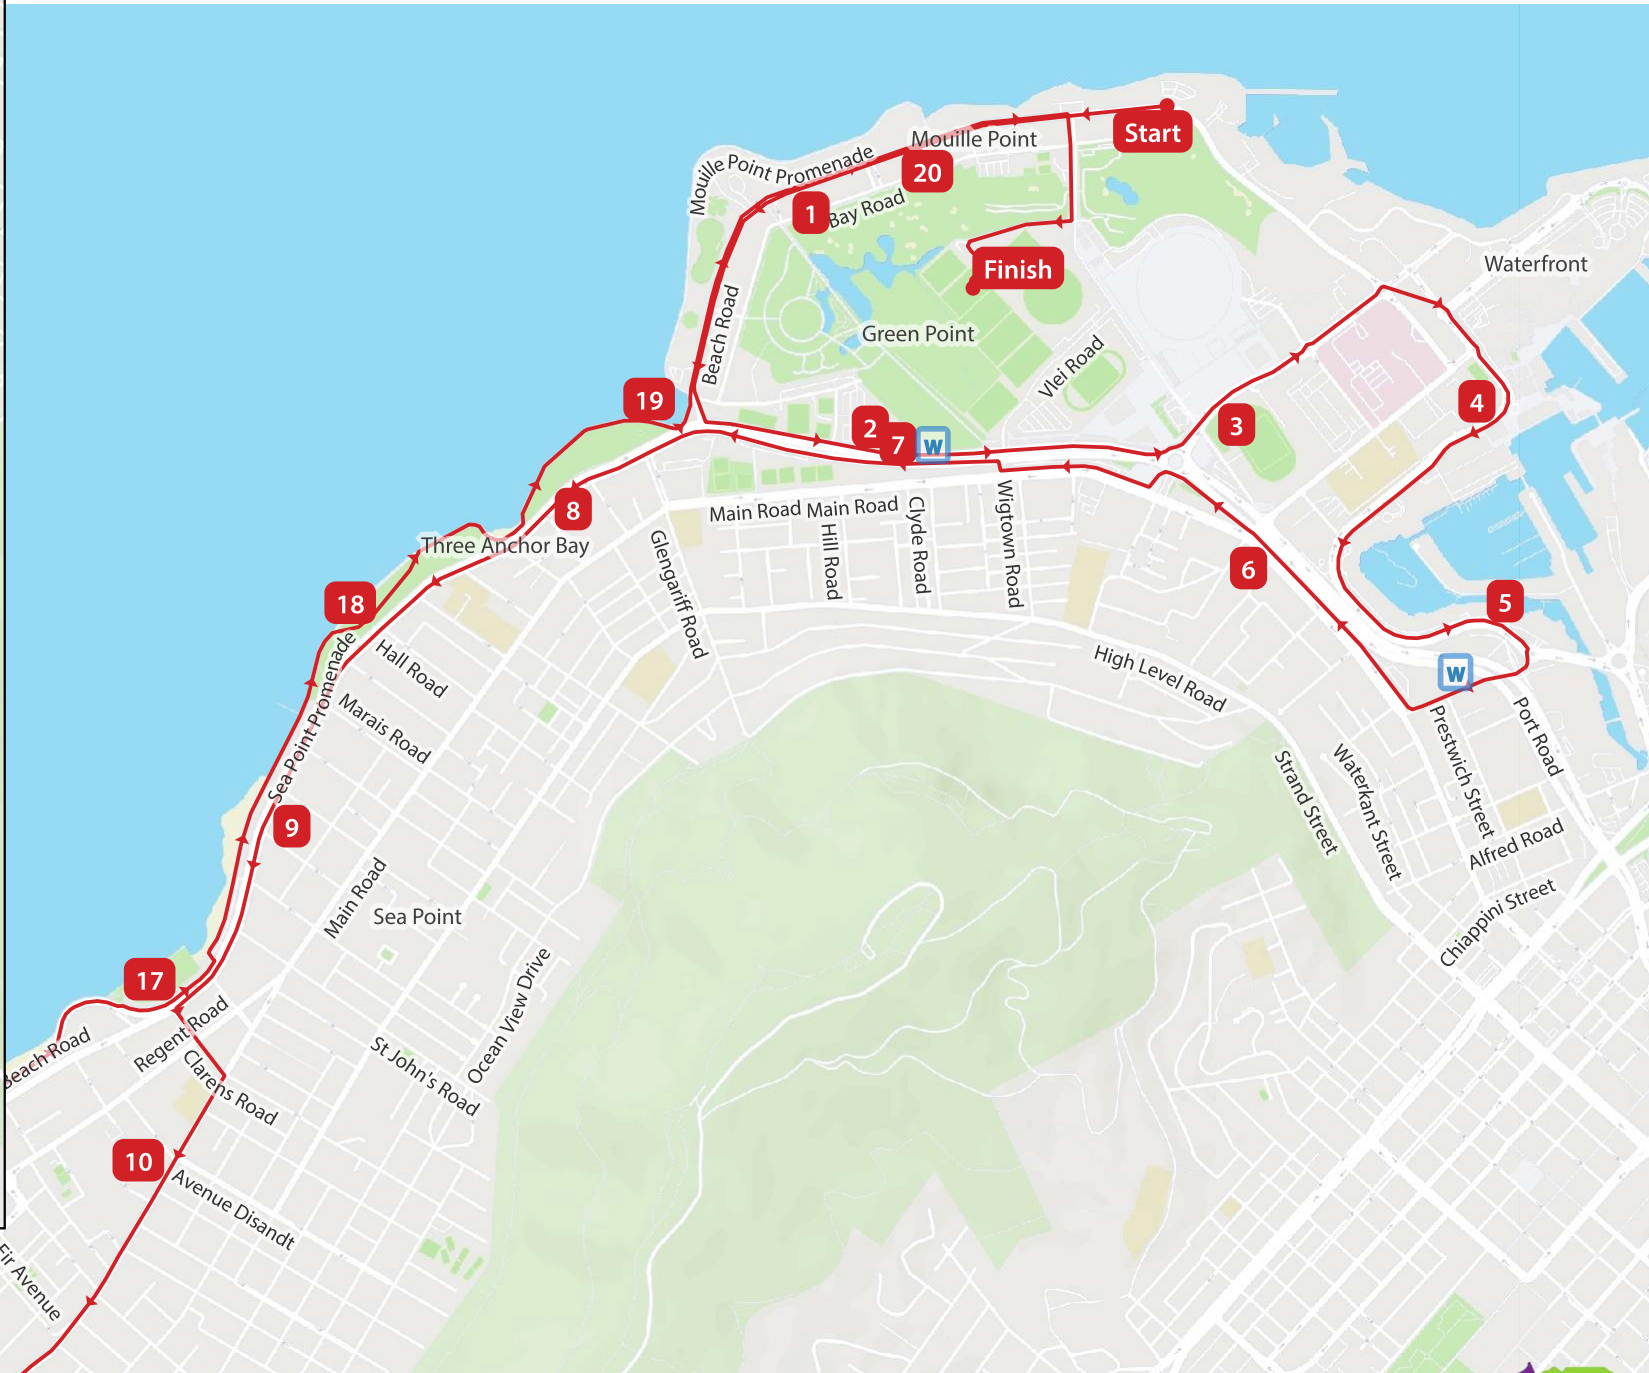 Start
Mouille Point
Mouille Point Promenade
20
1
Bay Road
Finish
Waterfront
Beach Road
Green Point
Vlei Road
19
2
7
W
3
4
8
Main Road
Main Road
Hill Road
Clyde Road
Wigtown Road
Glengariff Road
Three Anchor Bay
6
5
18
W
Hall Road
High Level Road
Marais Road
Sea Point Promenade
Port Road
Prestwich Street
Waterkant Street
Strand Street
9
Alfred Road
Main Road
Sea Point
Chiappini Street
17
Ocean View Drive
Regent Road
Beach Road
Clarens Road
St John's Road
10
Avenue Disandt
Fir Avenue